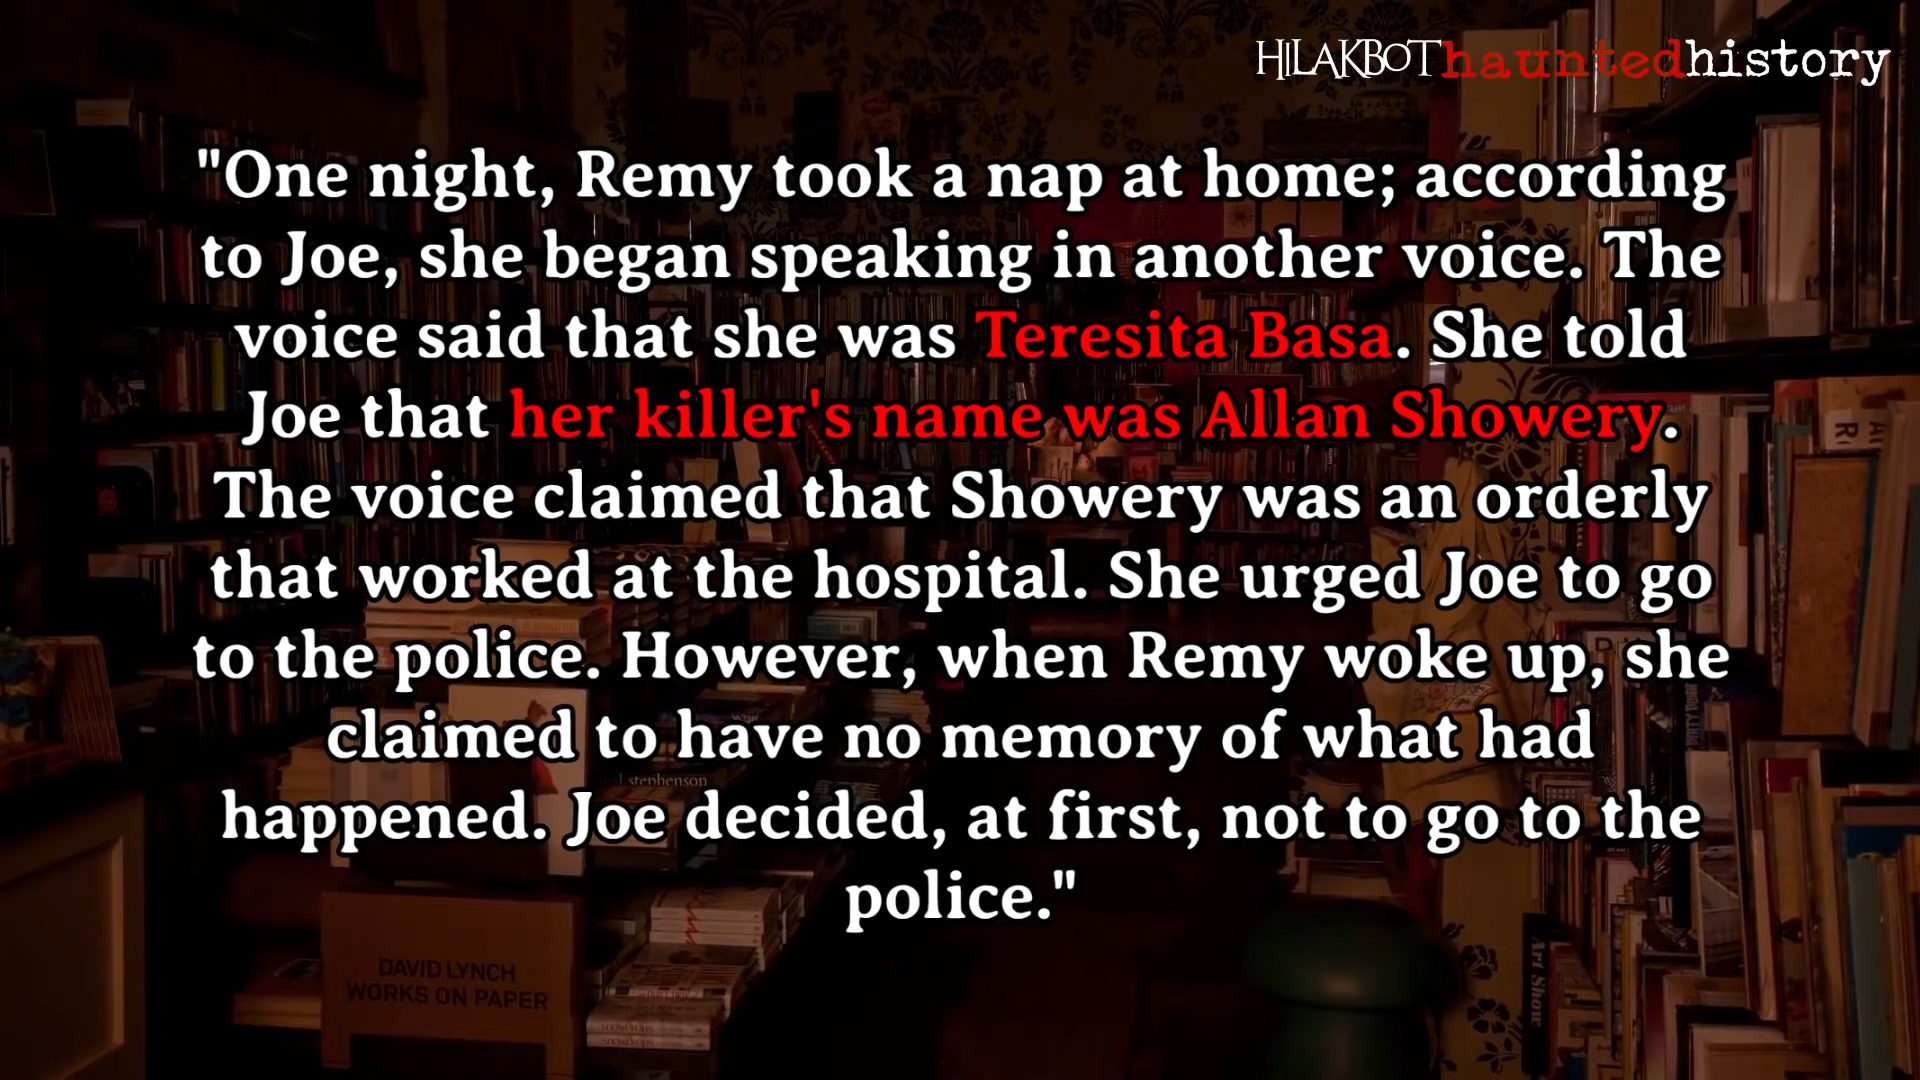 HILAKBOThauntedhistory
"One night, Remy took a nap at home; according
to Joe, she began speaking in another voice. The
voice said that she was Teresita Basa. She told
Joe that her killer's name was Allan Showery.
The voice claimed that Showery was an orderly
that worked at the hospital. She urged Joe to go
to the police. However, when Remy woke up, she
claimed to have no memory of what had
happened. Joe decided, at first, not to go to the
police."
stephenson
DAVID LYNCH
WORKS ON PAPER